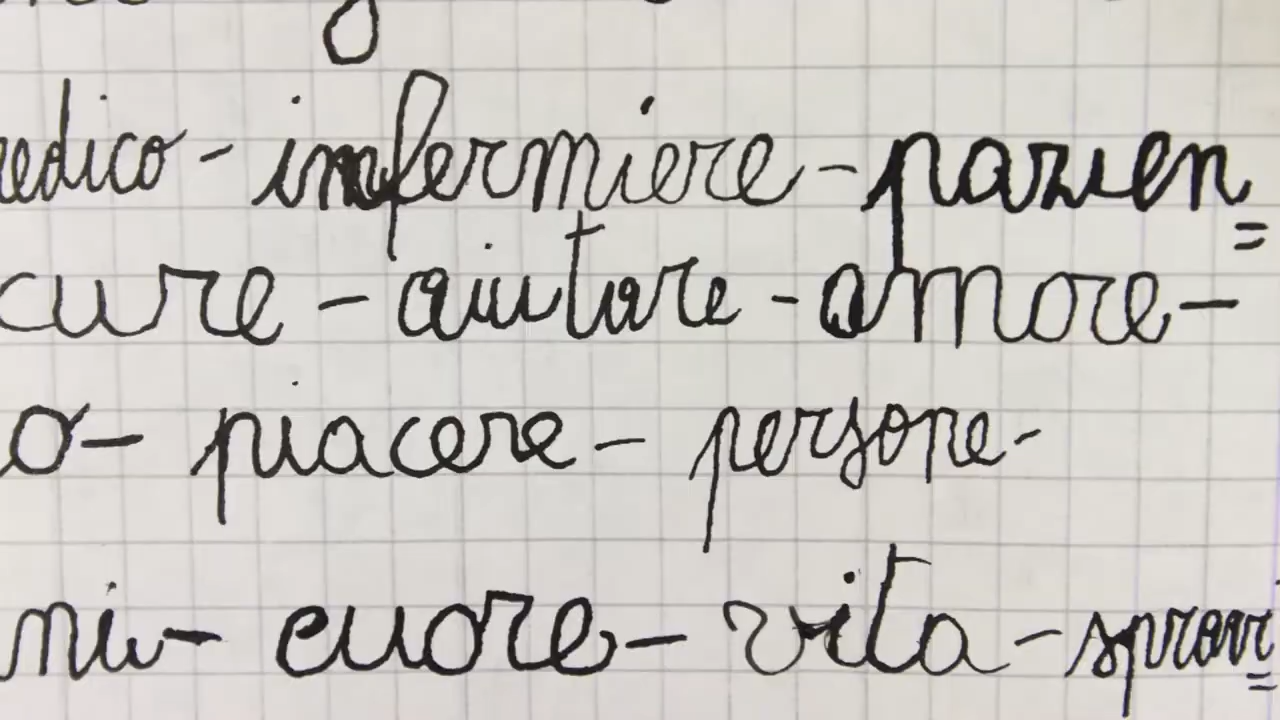 edico - infermiere - pazien=
cure - aiutare - amore -
o - piacere - persone -
ni - cuore - vita -